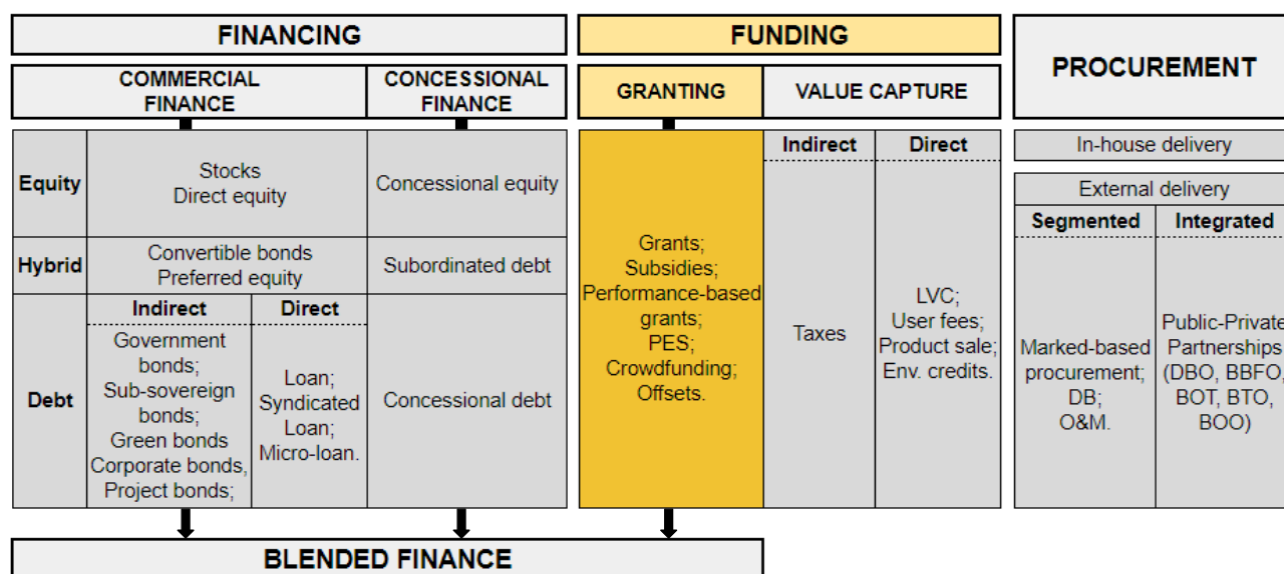 FINANCING
COMMERCIAL
FINANCE
CONCESSIONAL
FINANCE
Equity
Stocks
Direct equity
Concessional equity
Hybrid
Convertible bonds
Preferred equity
Subordinated debt
Debt
Indirect
Government
bonds;
Sub-sovereign
bonds;
Green bonds
Corporate bonds,
Project bonds;
Direct
Loan;
Syndicated
Loan;
Micro-loan.
Concessional debt
FUNDING
GRANTING
Grants;
Subsidies;
Performance-based
grants;
PES;
Crowdfunding;
Offsets.
VALUE CAPTURE
Indirect
Taxes
Direct
LVC;
User fees;
Product sale;
Env. credits.
PROCUREMENT
In-house delivery
External delivery
Segmented
Marked-based
procurement;
DB;
O&M.
Integrated
Public-Private
Partnerships
(DBO, BBFO,
BOT, BTO,
BOO)
BLENDED FINANCE